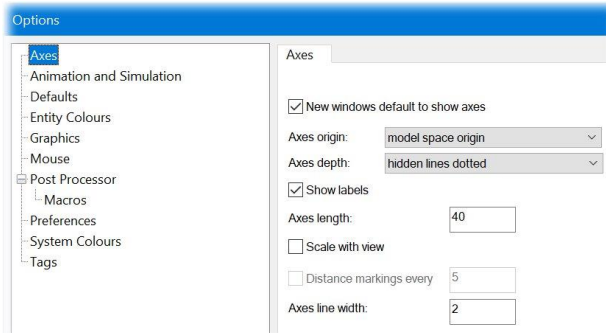 Options
Axes
Animation and Simulation
Defaults
Entity Colours
Graphics
Mouse
Post Processor
Macros
Preferences
System Colours
Tags
Axes
New windows default to show axes
Axes origin: model space origin
Axes depth: hidden lines dotted
Show labels
Axes length: 40
Scale with view
Distance markings every 5
Axes line width: 2